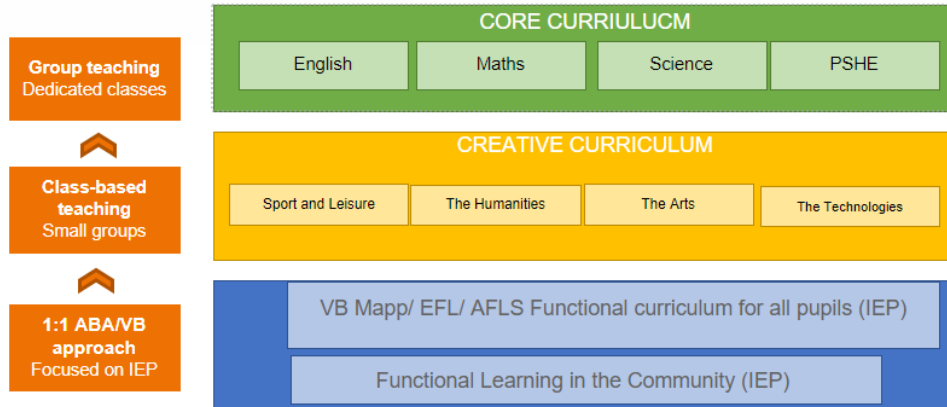 CORE CURRIULUCM
English
Maths
Science
PSHE
Group teaching
Dedicated classes
CREATIVE CURRICULUM
Sport and Leisure
The Humanities
The Arts
The Technologies
Class-based
teaching
Small groups
VB Mapp/ EFL/ AFLS Functional curriculum for all pupils (IEP)
Functional Learning in the Community (IEP)
1:1 ABA/VB
approach
Focused on IEP